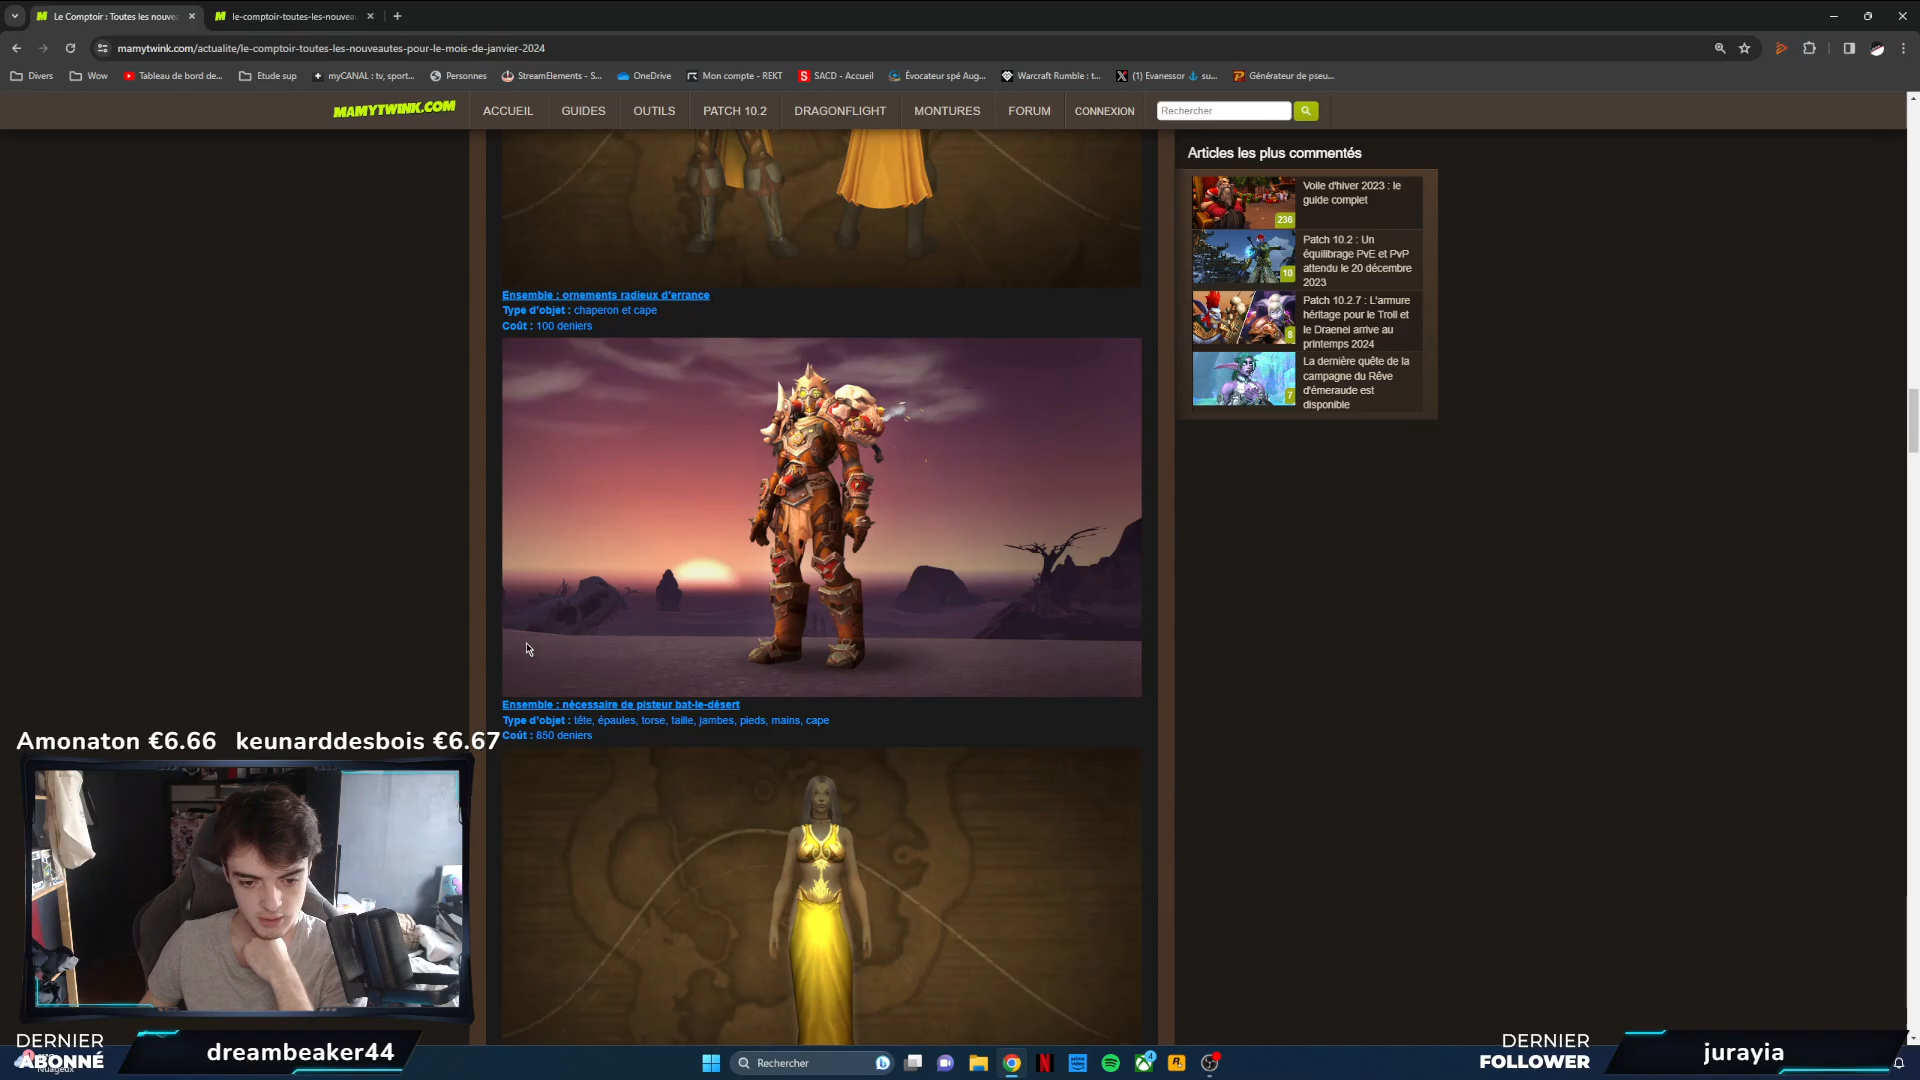 Le Comptoir : Toutes les nouve
le-comptoir-toutes-les-nouvea
mamytwink.com/actualite/le-comptoir-toutes-les-nouveautes-pour-le-mois-de-janvier-2024
Divers
Wow
Tableau de bord de...
Etude sup
myCANAL : tv, sport...
Personnes
StreamElements - S...
OneDrive
Mon compte - REKT
SACD - Accueil
Évocateur spé Aug...
Warcraft Rumble : t...
(1) Evanessor ⚓ su...
Générateur de pseu...
MAMYTWINK.COM
ACCUEIL
GUIDES
OUTILS
PATCH 10.2
DRAGONFLIGHT
MONTURES
FORUM
CONNEXION
Rechercher
Articles les plus commentés
Voile d'hiver 2023 : le
guide complet
236
Patch 10.2 : Un
équilibrage PvE et PvP
attendu le 20 décembre
2023
10
Patch 10.2.7 : L'armure
héritage pour le Troll et
le Draenei arrive au
printemps 2024
8
La dernière quête de la
campagne du Rêve
d'émeraude est
disponible
7
Ensemble : ornements radieux d'errance
Type d'objet : chaperon et cape
Coût : 100 deniers
Ensemble : nécessaire de pisteur bat-le-désert
Type d'objet : tête, épaules, torse, taille, jambes, pieds, mains, cape
Coût : 850 deniers
Amonaton €6.66 keunarddesbois €6.67
DERNIER
ABONNÉ
dreambeaker44
Nuageux
Rechercher
4
DERNIER
FOLLOWER
jurayia